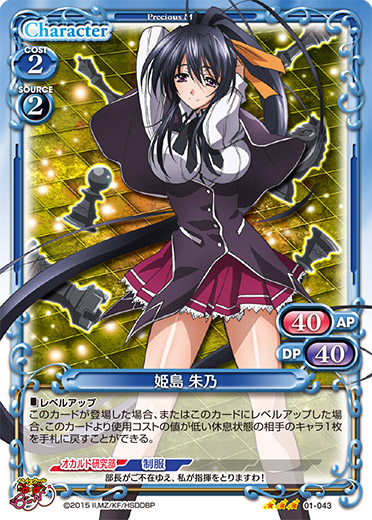 Precious M
Character
COST
2
SOURCE
2
40 AP
DP 40
姫島 朱乃
■レベルアップ
このカードが登場した場合、またはこのカードにレベルアップした場
合、このカードより使用コストの値が低い休息状態の相手のキャラ1枚
を手札に戻すことができる。
オカルト研究部 制服
部長がご不在ゆえ、私が指揮をとりますわ!
©2015 II,MZ/KF/HSDDBP
01-043